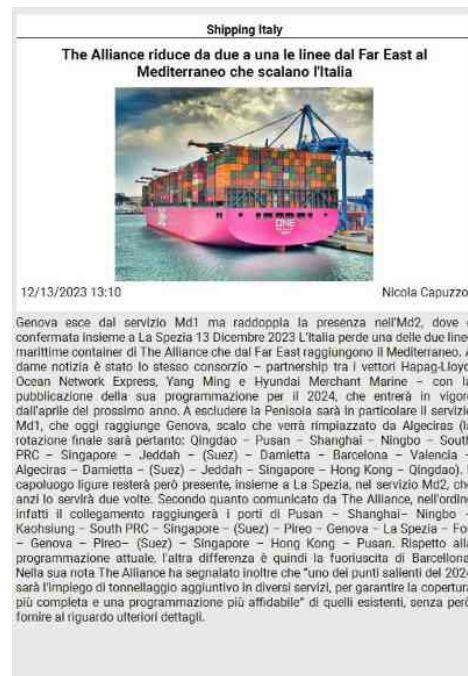 Shipping Italy
The Alliance riduce da due a una le linee dal Far East al
Mediterraneo che scalano l'Italia
ONE
12/13/2023 13:10
Nicola Capuzzo
Genova esce dal servizio Md1 ma raddoppia la presenza nell'Md2, dove
confermata insieme a La Spezia 13 Dicembre 2023 L'Italia perde una delle due linee
marittime container di The Alliance che dal Far East raggiungono il Mediterraneo. A
darne notizia è stato lo stesso consorzio – partnership tra i vettori Hapag-Lloyd,
Ocean Network Express, Yang Ming e Hyundai Merchant Marine – con la
pubblicazione della sua programmazione per il 2024, che entrerà in vigore
dall'aprile del prossimo anno. A escludere la Penisola sarà in particolare il servizio
Md1, che oggi raggiunge Genova, scalo che verrà rimpiazzato da Algeciras (la
rotazione finale sarà pertanto: Qingdao – Pusan – Shanghai – Ningbo – South
PRC – Singapore – Jeddah – (Suez) – Damietta – Barcelona – Valencia –
Algeciras – Damietta – (Suez) – Jeddah – Singapore – Hong Kong – Qingdao).
capoluogo ligure resterà però presente, insieme a La Spezia, nel servizio Md2, che
anzi lo servirà due volte. Secondo quanto comunicato da The Alliance, nell'ordine
infatti il collegamento raggiungerà i porti di Pusan – Shanghai– Ningbo –
Kaohsiung – South PRC – Singapore – (Suez) – Pireo – Genova – La Spezia – Fos
– Genova – Pireo– (Suez) – Singapore – Hong Kong – Pusan. Rispetto alla
programmazione attuale, l'altra differenza è quindi la fuoriuscita di Barcellona.
Nella sua nota The Alliance ha segnalato inoltre che "uno dei punti salienti del 2024
sarà l'impiego di tonnellaggio aggiuntivo in diversi servizi, per garantire la copertura
più completa e una programmazione più affidabile" di quelli esistenti, senza però
fornire al riguardo ulteriori dettagli.